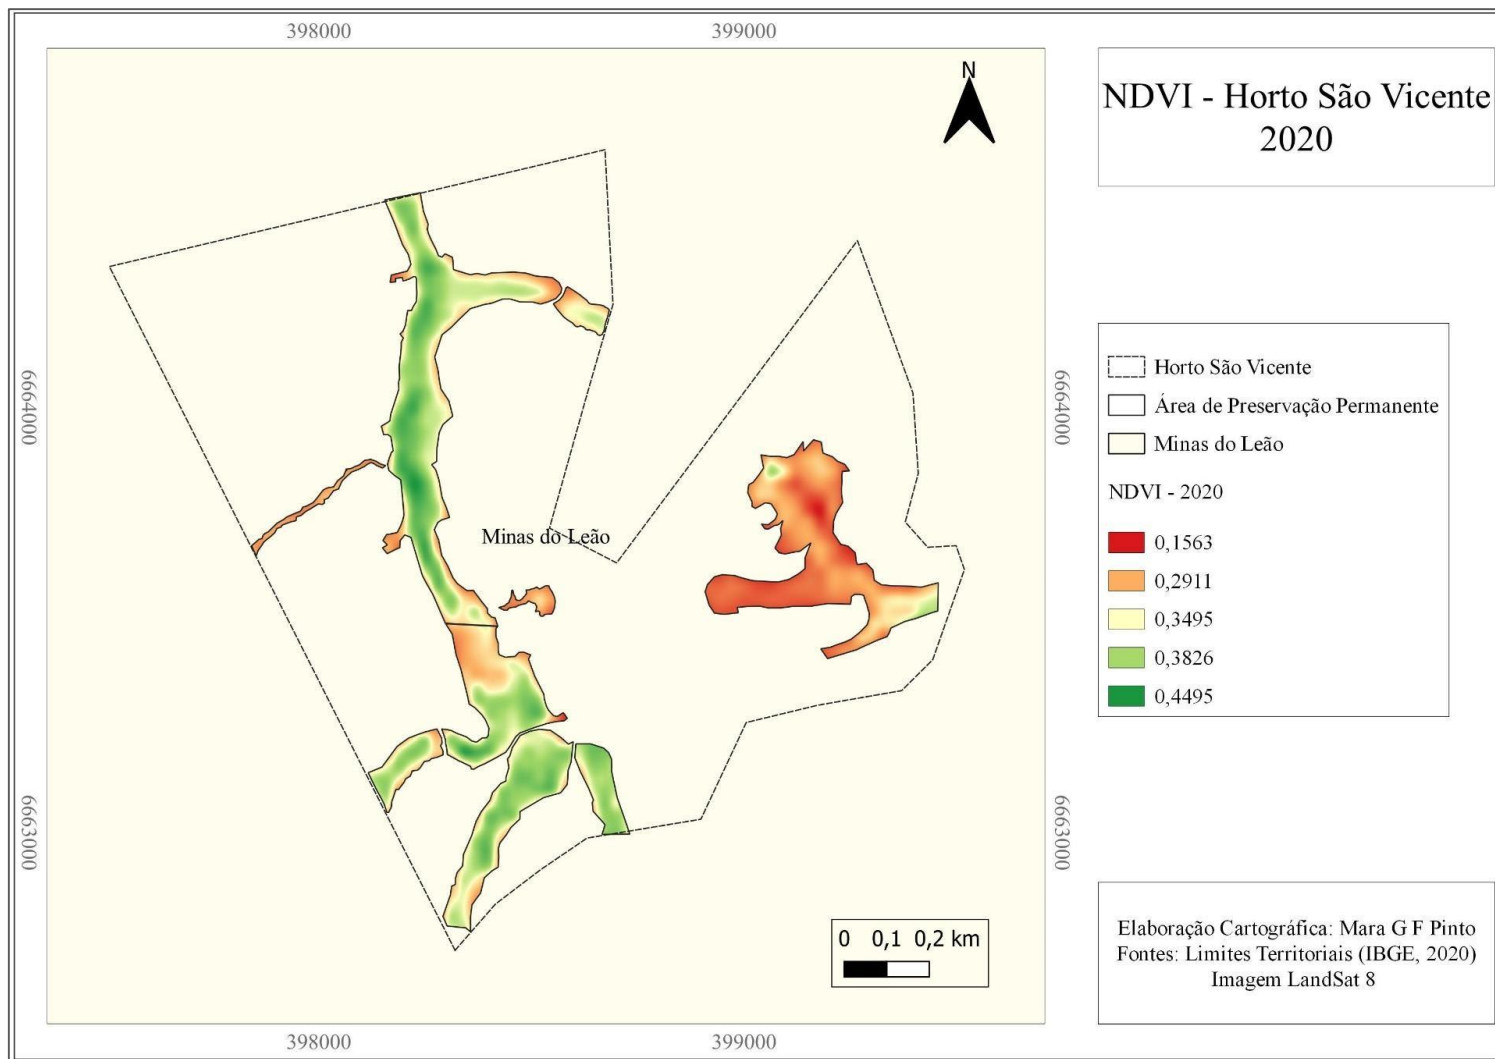 398000
399000
N
NDVI - Horto São Vicente
2020
6664000
6664000
Horto São Vicente
Área de Preservação Permanente
Minas do Leão
NDVI - 2020
0,1563
0,2911
0,3495
0,3826
0,4495
Minas do Leão
6663000
6663000
0 0,1 0,2 km
Elaboração Cartográfica: Mara G F Pinto
Fontes: Limites Territoriais (IBGE, 2020)
Imagem LandSat 8
398000
399000